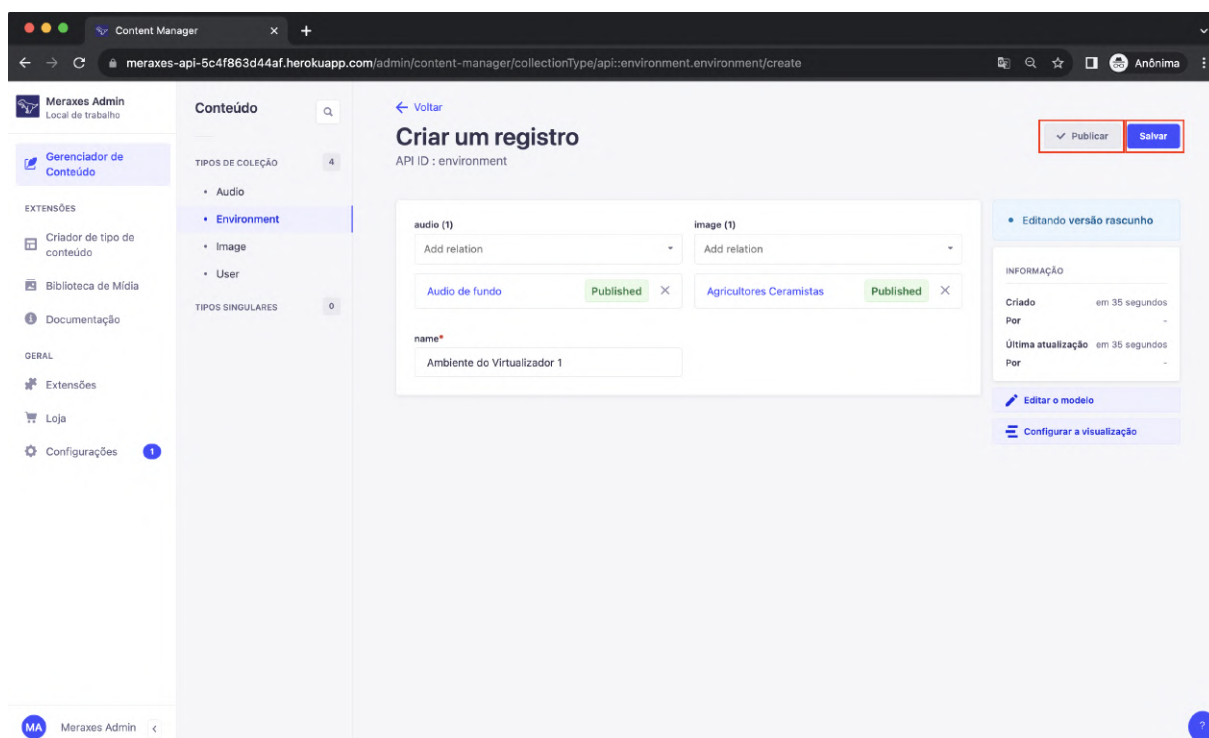 Content Manager
meraxes-api-5c4f863d44af.herokuapp.com/admin/content-manager/collectionType/api::environment.environment/create
Anônima
Meraxes Admin
Local de trabalho
Gerenciador de
Conteúdo
EXTENSÕES
Criador de tipo de
conteúdo
Biblioteca de Mídia
Documentação
GERAL
Extensões
Loja
Configurações 1
MA Meraxes Admin
Conteúdo
TIPOS DE COLEÇÃO 4
Audio
Environment
Image
User
TIPOS SINGULARES 0
Voltar
Criar um registro
API ID : environment
Publicar Salvar
audio (1) image (1)
Add relation Add relation
Audio de fundo Published Agricultores Ceramistas Published
name*
Ambiente do Virtualizador 1
Editando versão rascunho
INFORMAÇÃO
Criado em 35 segundos
Por -
Última atualização em 35 segundos
Por -
Editar o modelo
Configurar a visualização
?